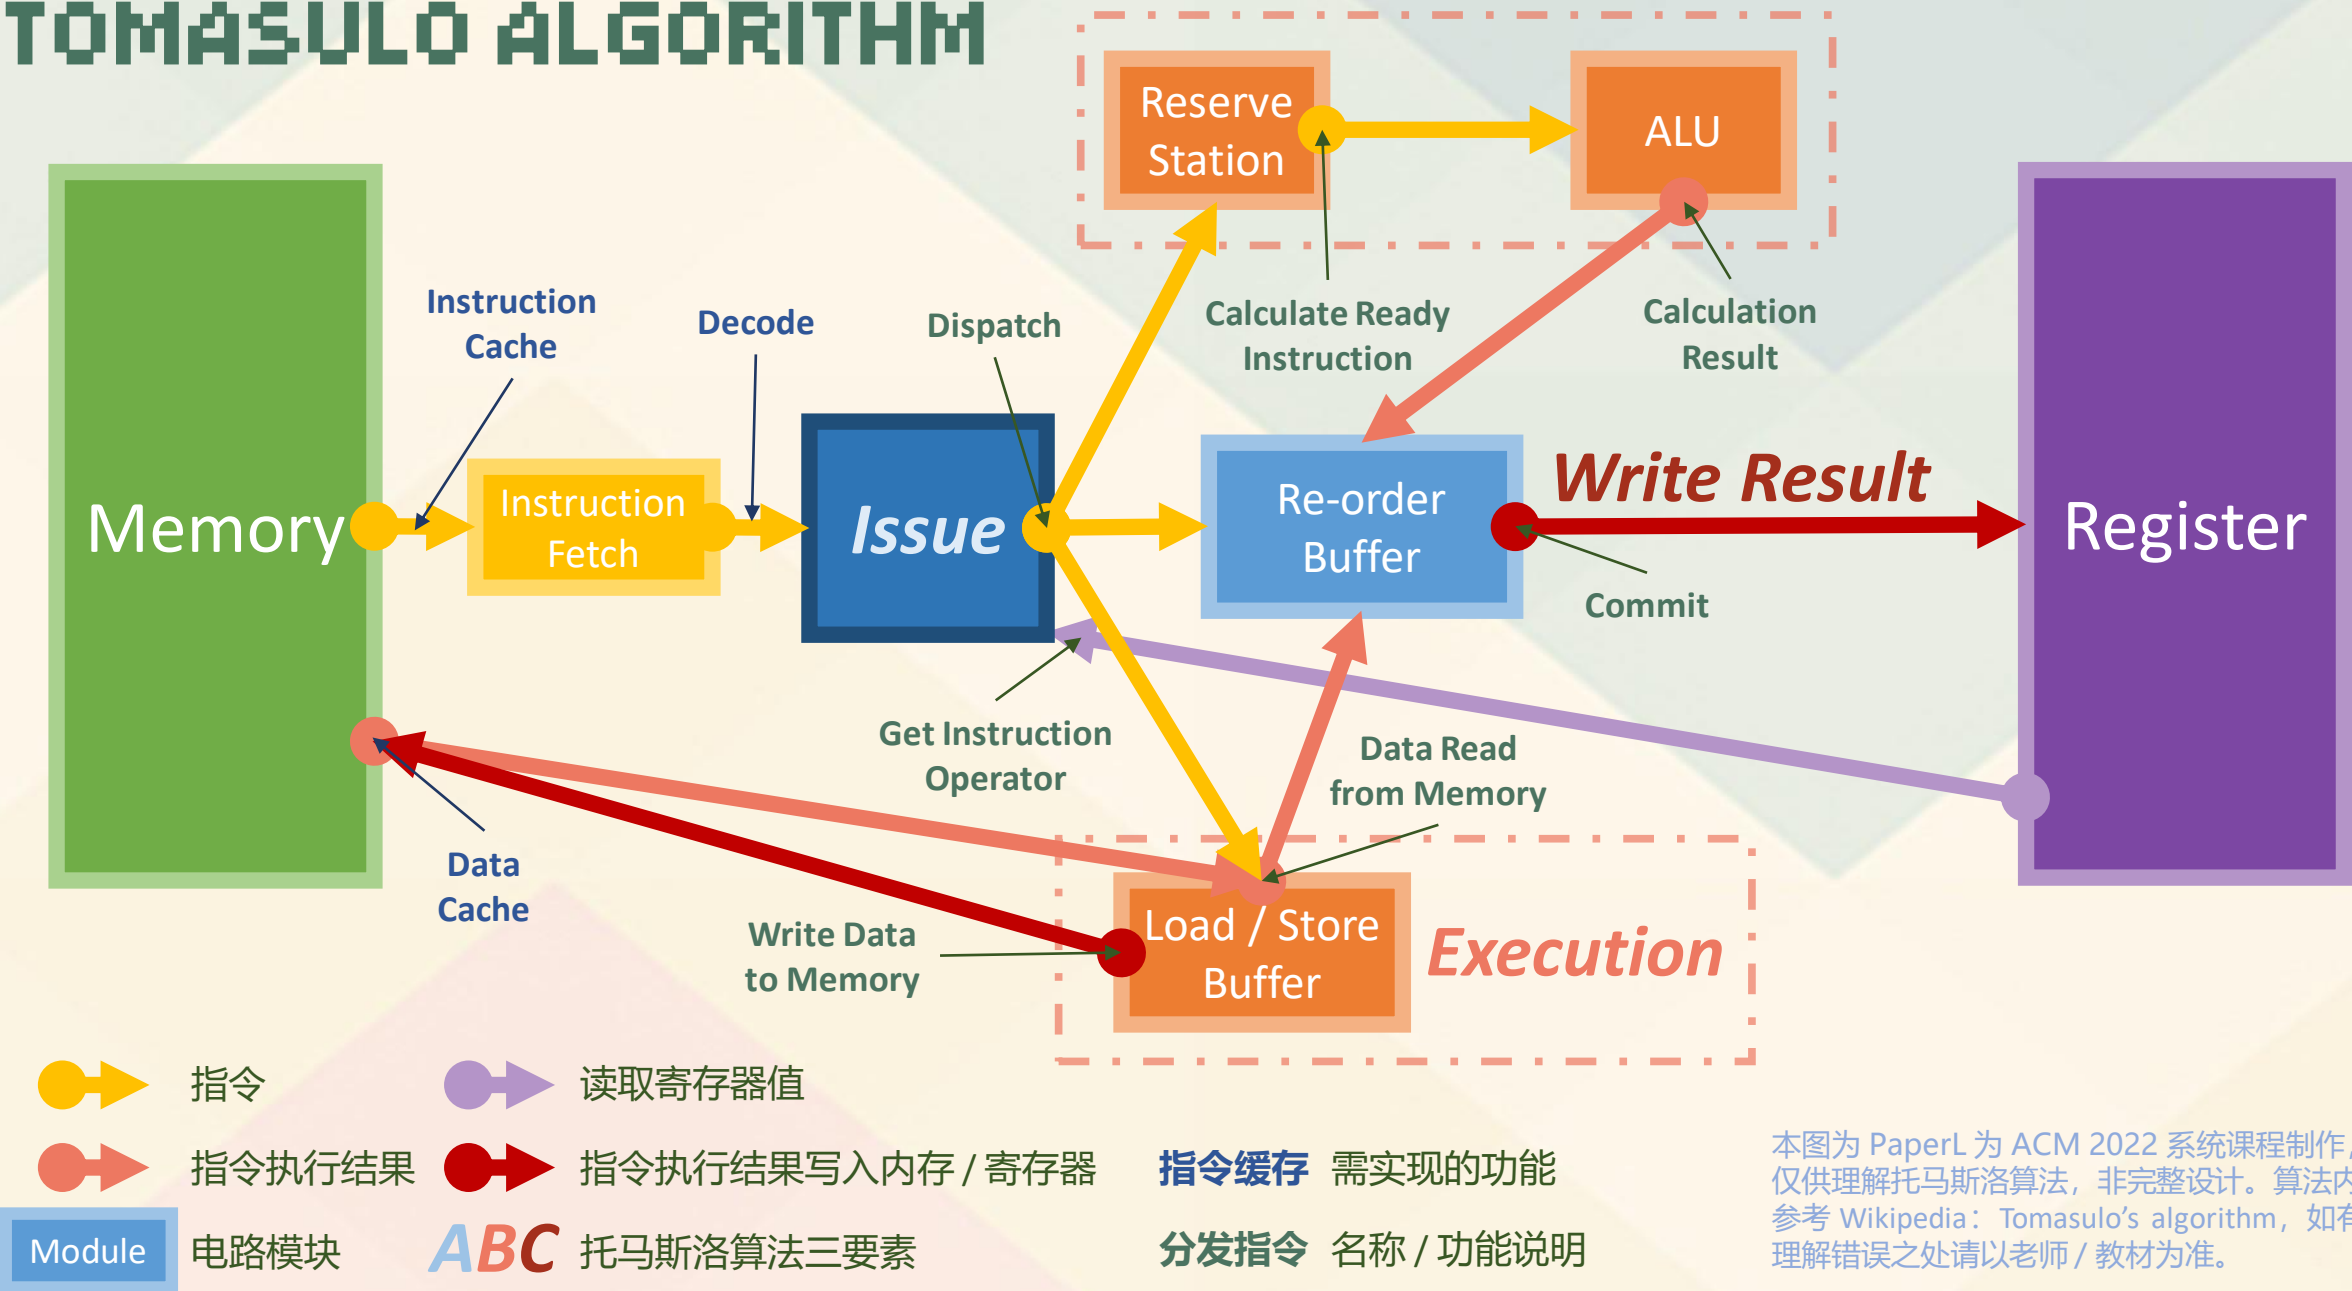 TOMASULO ALGORITHM
Reserve
Station
ALU
Instruction
Cache
Decode
Dispatch
Calculate Ready
Instruction
Calculation
Result
Memory
Instruction
Fetch
Issue
Re-order
Buffer
Write Result
Register
Commit
Get Instruction
Operator
Data Read
from Memory
Data
Cache
Write Data
to Memory
Load / Store
Buffer
Execution
指令
读取寄存器值
指令执行结果
指令执行结果写入内存 / 寄存器
指令缓存 需实现的功能
Module 电路模块
ABC 托马斯洛算法三要素
分发指令 名称 / 功能说明
本图为 PaperL 为 ACM 2022 系统课程制作，
仅供理解托马斯洛算法，非完整设计。算法内
参考 Wikipedia：Tomasulo’s algorithm，如有
理解错误之处请以老师 / 教材为准。